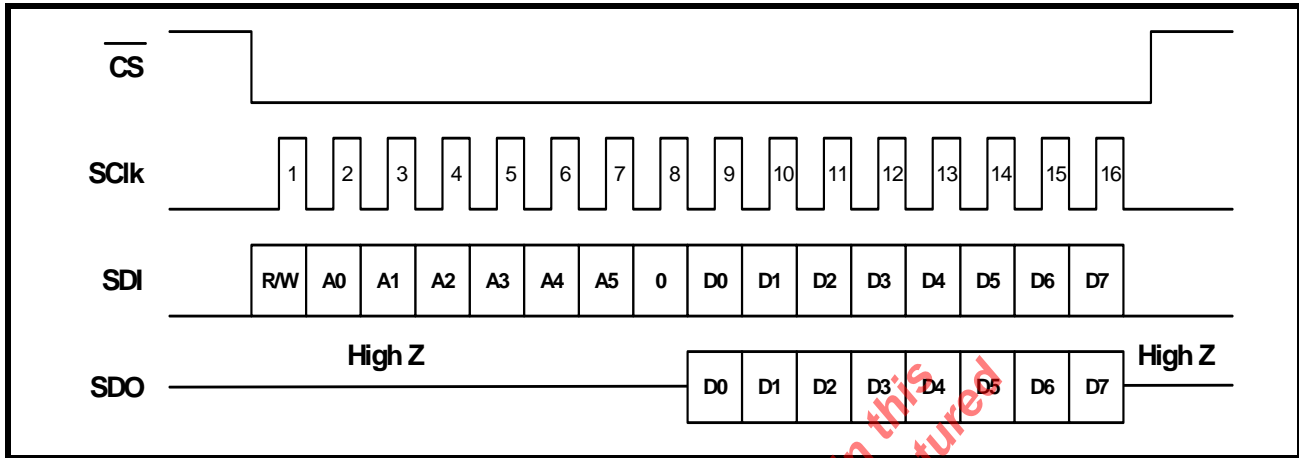 CS
SClk 1 2 3 4 5 6 7 8 9 10 11 12 13 14 15 16
SDI R/W A0 A1 A2 A3 A4 A5 0 D0 D1 D2 D3 D4 D5 D6 D7
High Z High Z
SDO D0 D1 D2 D3 D4 D5 D6 D7
in this